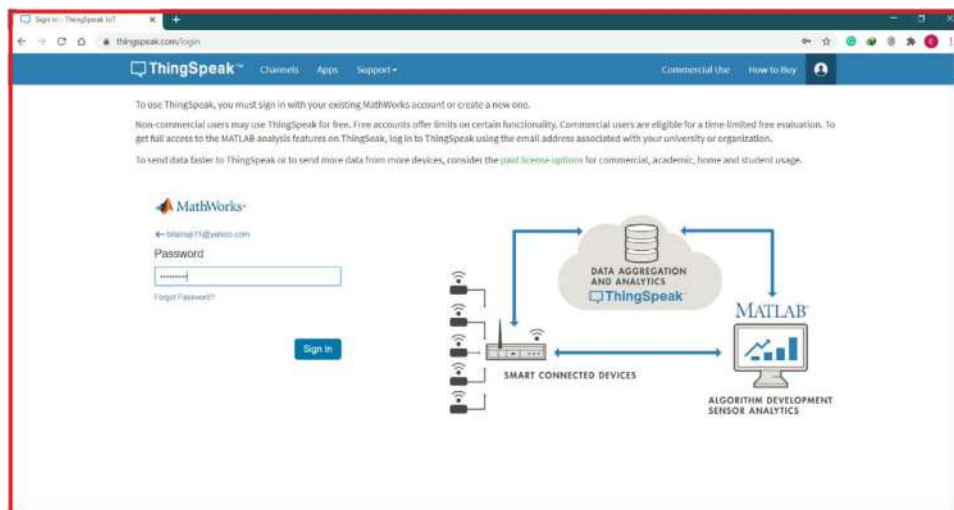 Sign In - ThingSpeak IoT
thingspeak.com/login
ThingSpeak™ Channels Apps Support Commercial Use How to Buy
To use ThingSpeak, you must sign in with your existing MathWorks account or create a new one.
Non-commercial users may use ThingSpeak for free. Free accounts offer limits on certain functionality. Commercial users are eligible for a time-limited free evaluation. To
get full access to the MATLAB analysis features on ThingSeak, log in to ThingSpeak using the email address associated with your university or organization.
To send data faster to ThingSpeak or to send more data from more devices, consider the paid license options for commercial, academic, home and student usage.
MathWorks®
Password
Forgot Password?
Sign In
DATA AGGREGATION
AND ANALYTICS
ThingSpeak™
MATLAB®
SMART CONNECTED DEVICES
ALGORITHM DEVELOPMENT
SENSOR ANALYTICS